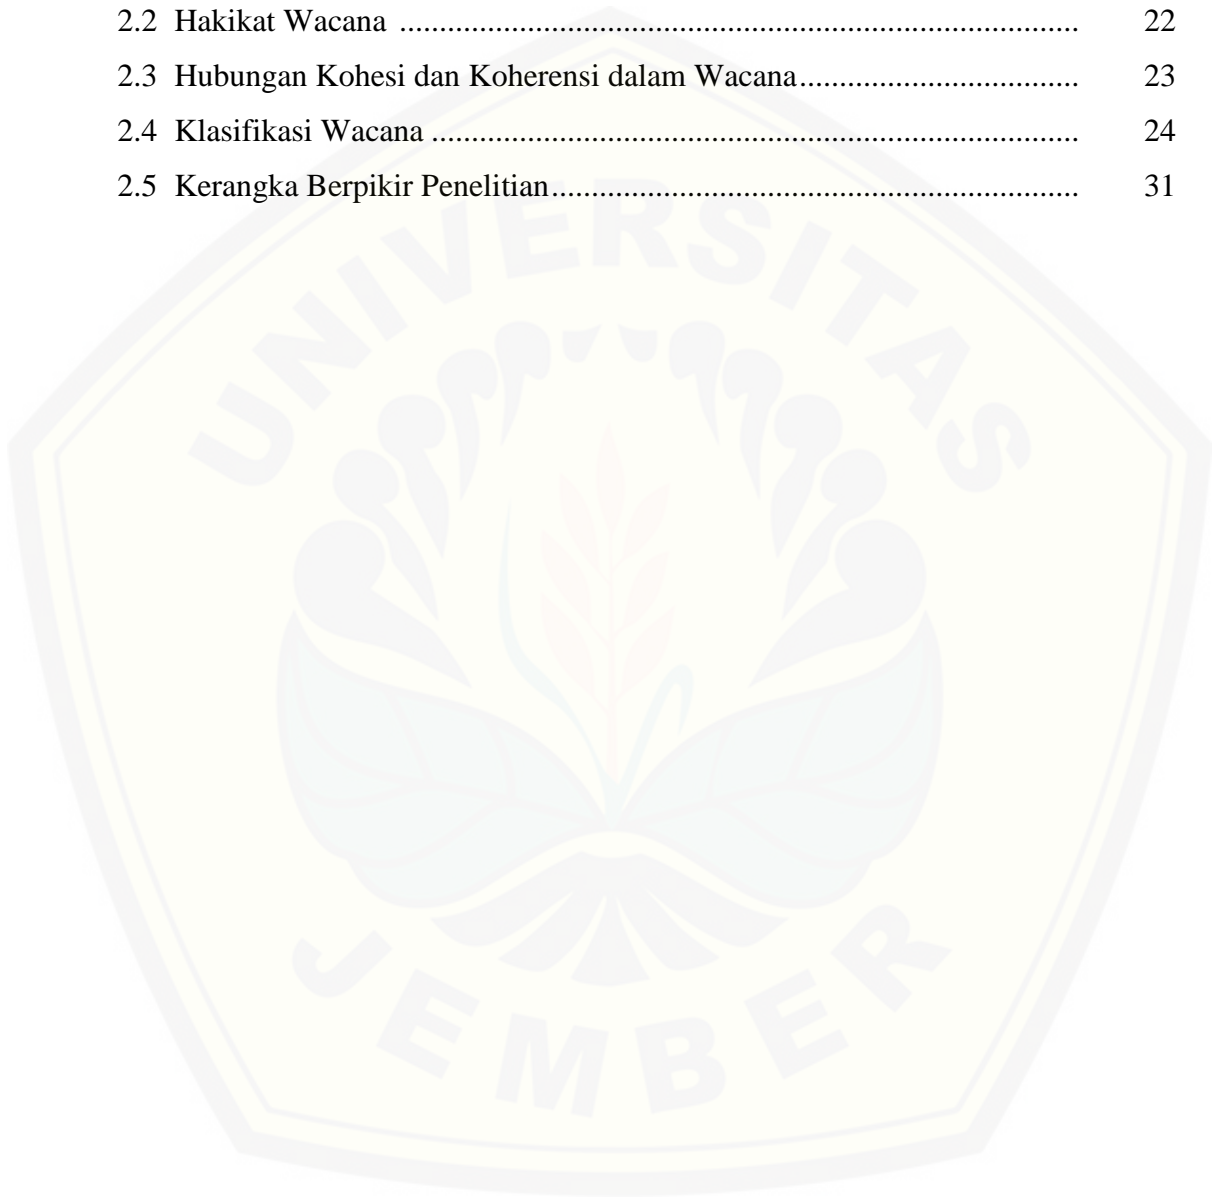 2.2 Hakikat Wacana ..................................................................................... 22
2.3 Hubungan Kohesi dan Koherensi dalam Wacana................................... 23
2.4 Klasifikasi Wacana ................................................................................. 24
2.5 Kerangka Berpikir Penelitian.................................................................. 31
UNIVERSITAS
JEMBER